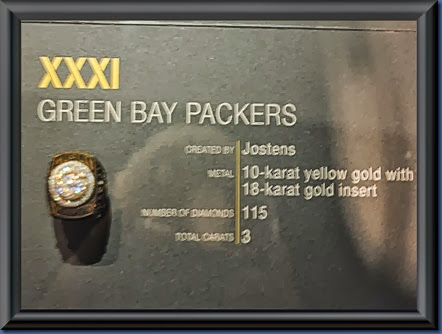 XXXI
GREEN BAY PACKERS
CREATED BY Jostens
METAL 10-karat yellow gold with
18-karat gold insert
NUMBER OF DIAMONDS 115
TOTAL CARATS 3